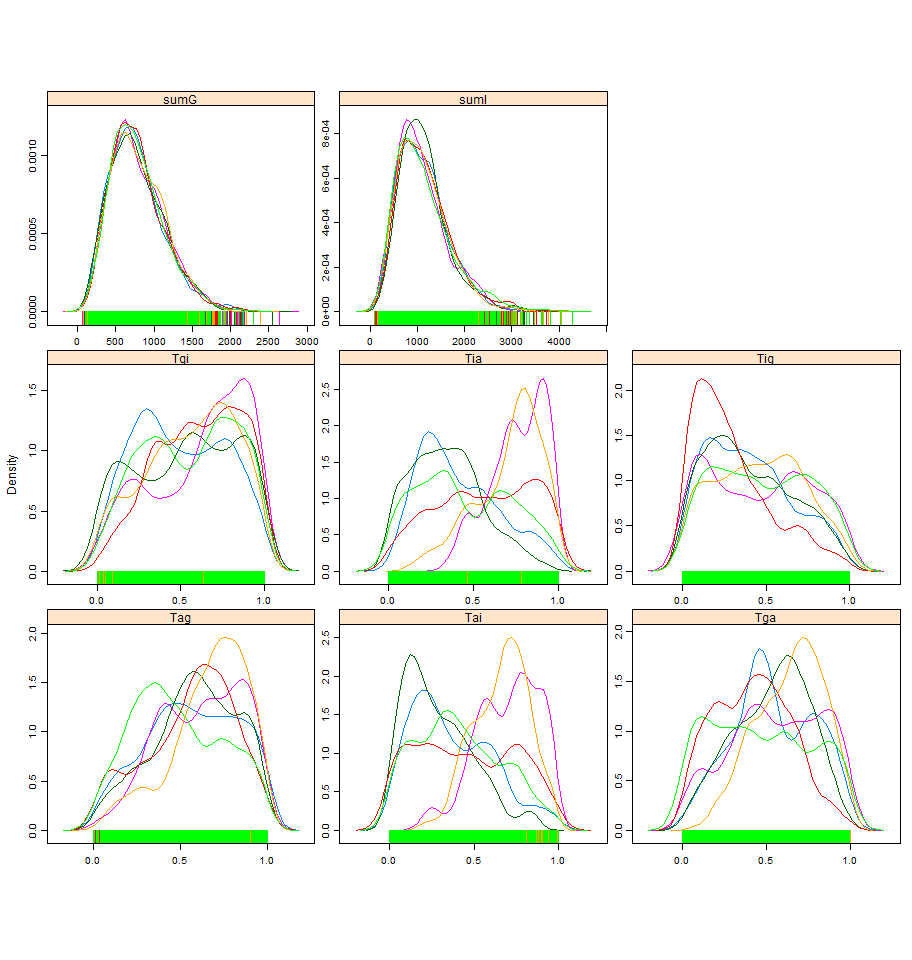 sumG
sumI
0.0000 0.0005 0.0010
0e+00 2e-04 4e-04 6e-04 8e-04
0 500 1000 1500 2000 2500 3000
0 1000 2000 3000 4000
Tgi
Tia
Tig
0.0 0.5 1.0 1.5
0.0 0.5 1.0 1.5 2.0 2.5
0.0 0.5 1.0 1.5 2.0
Density
0.0 0.5 1.0
0.0 0.5 1.0
0.0 0.5 1.0
Tag
Tai
Tga
0.0 0.5 1.0 1.5 2.0
0.0 0.5 1.0 1.5 2.0 2.5
0.0 0.5 1.0 1.5 2.0
0.0 0.5 1.0
0.0 0.5 1.0
0.0 0.5 1.0